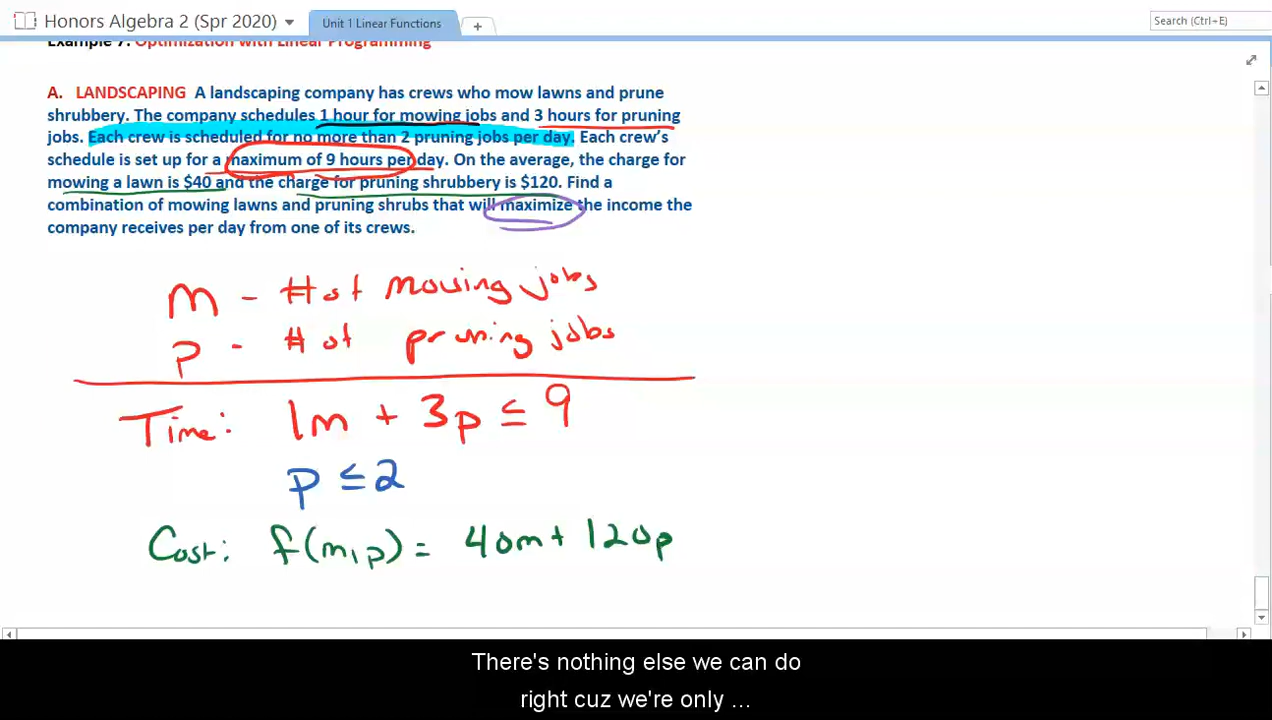 Honors Algebra 2 (Spr 2020)
Unit 1 Linear Functions
Search (Ctrl+E)
Example 7: Optimization with Linear Programming
A. LANDSCAPING A landscaping company has crews who mow lawns and prune
shrubbery. The company schedules 1 hour for mowing jobs and 3 hours for pruning
jobs. Each crew is scheduled for no more than 2 pruning jobs per day. Each crew's
schedule is set up for a maximum of 9 hours per day. On the average, the charge for
mowing a lawn is $40 and the charge for pruning shrubbery is $120. Find a
combination of mowing lawns and pruning shrubs that will maximize the income the
company receives per day from one of its crews.
m - # of mowing jobs
p - # of pruning jobs
Time: 1m + 3p ≤ 9
p ≤ 2
Cost: f(m,p) = 40m + 120p
There's nothing else we can do
right cuz we're only ...